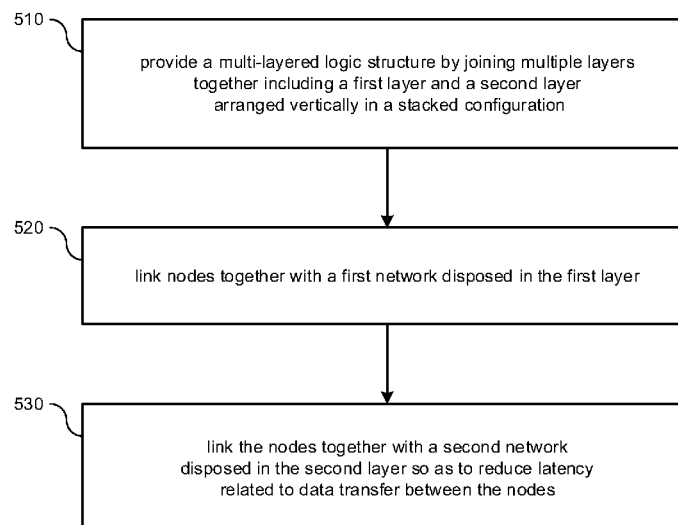 510
provide a multi-layered logic structure by joining multiple layers
together including a first layer and a second layer
arranged vertically in a stacked configuration
520
link nodes together with a first network disposed in the first layer
530
link the nodes together with a second network
disposed in the second layer so as to reduce latency
related to data transfer between the nodes